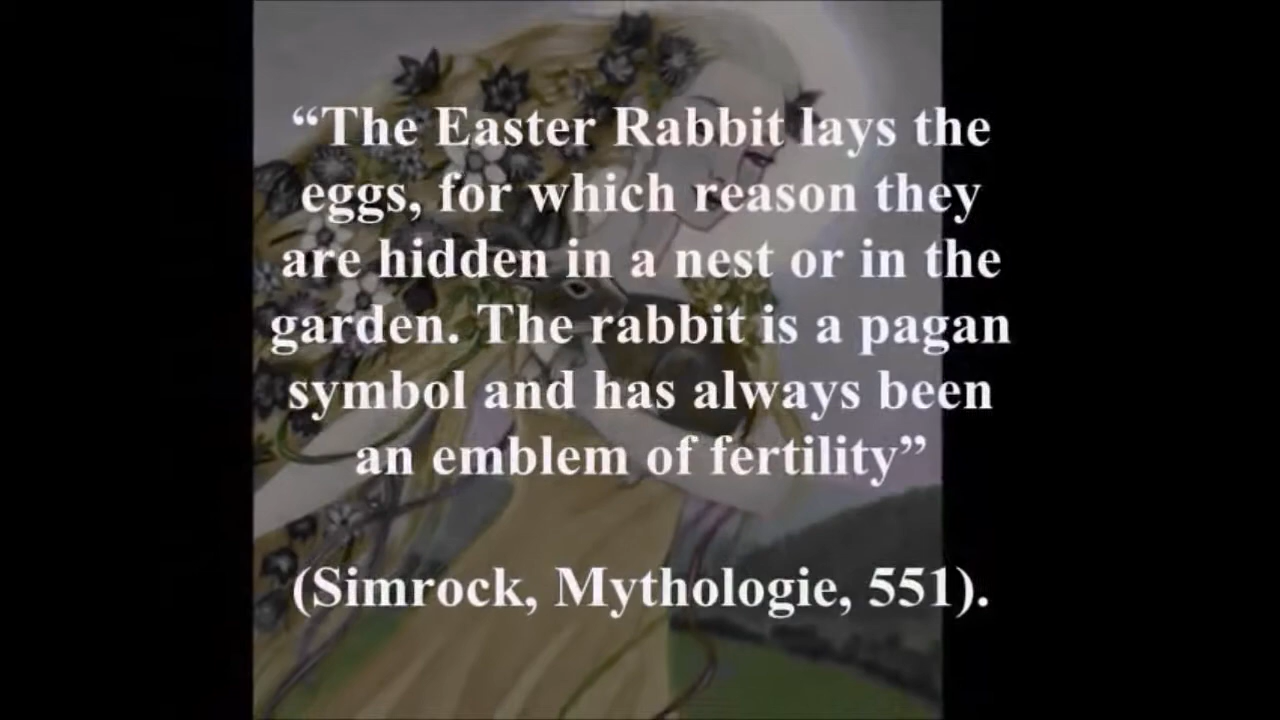 “The Easter Rabbit lays the
eggs, for which reason they
are hidden in a nest or in the
garden. The rabbit is a pagan
symbol and has always been
an emblem of fertility”
(Simrock, Mythologie, 551).